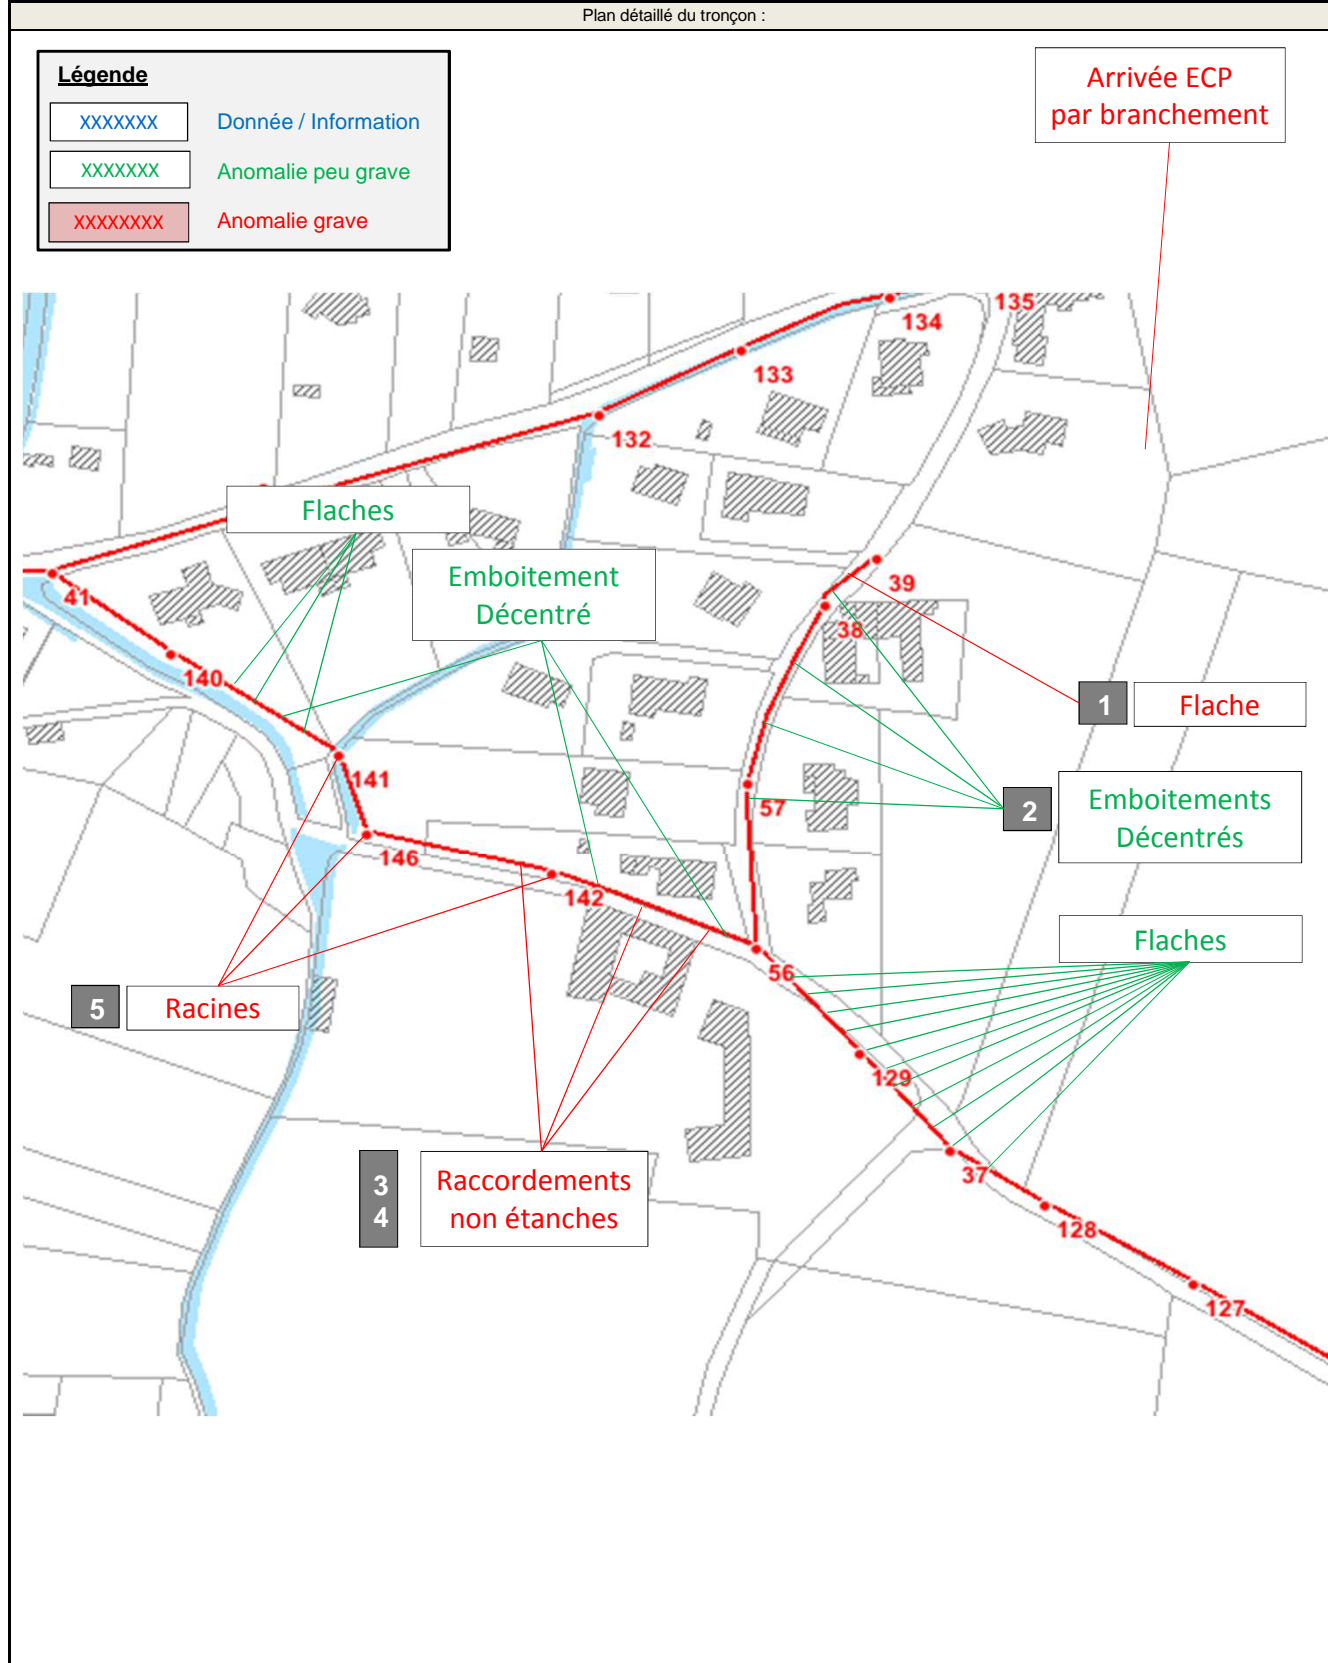 Plan détaillé du tronçon :
Légende
XXXXXXX
Donnée / Information
XXXXXXX
Anomalie peu grave
XXXXXXXX
Anomalie grave
Arrivée ECP
par branchement
135
134
133
132
Flaches
Emboitement
Décentré
41
39
38
140
1
Flache
141
57
2
Emboitements
Décentrés
146
142
Flaches
56
5
Racines
129
3
4
Raccordements
non étanches
37
128
127